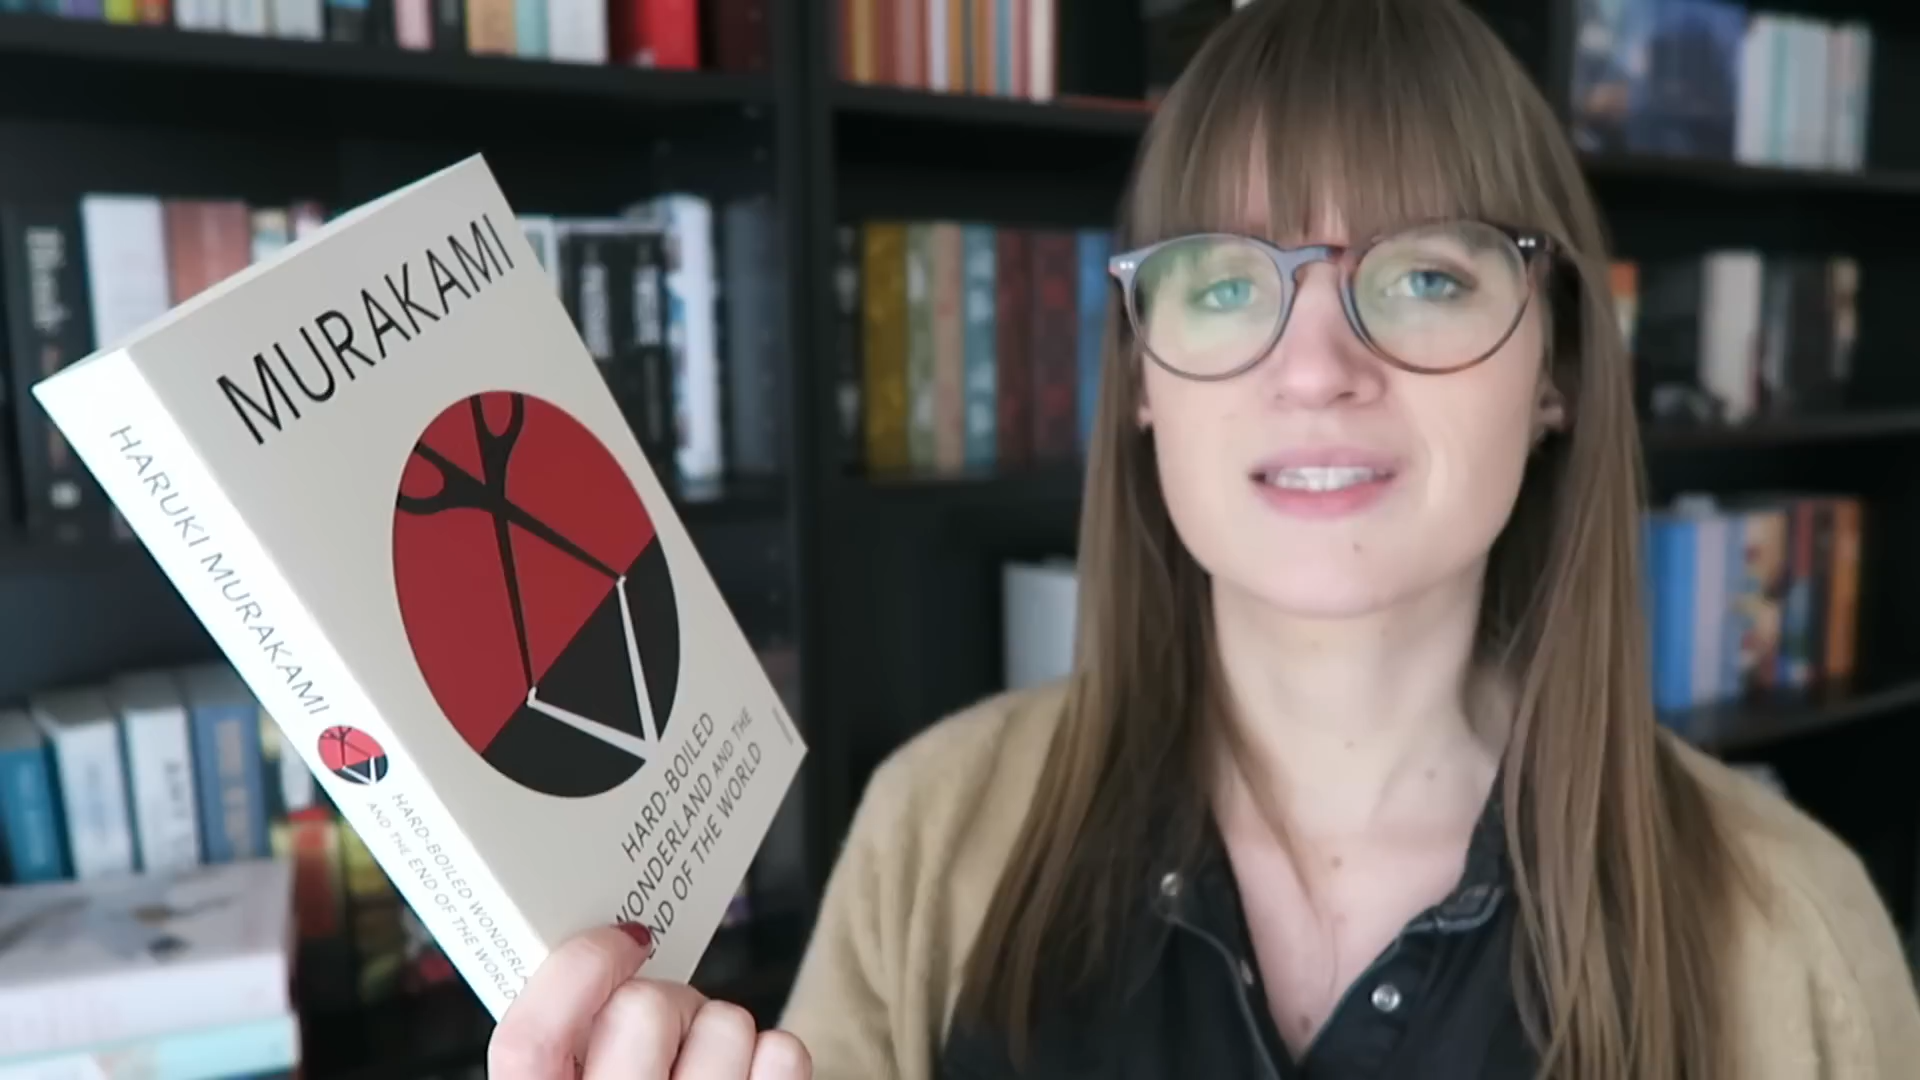 MURAKAMI
HARD-BOILED
WONDERLAND AND THE
END OF THE WORLD
HARUKI MURAKAMI
HARD-BOILED WONDERLA
AND THE END OF THE WORLD